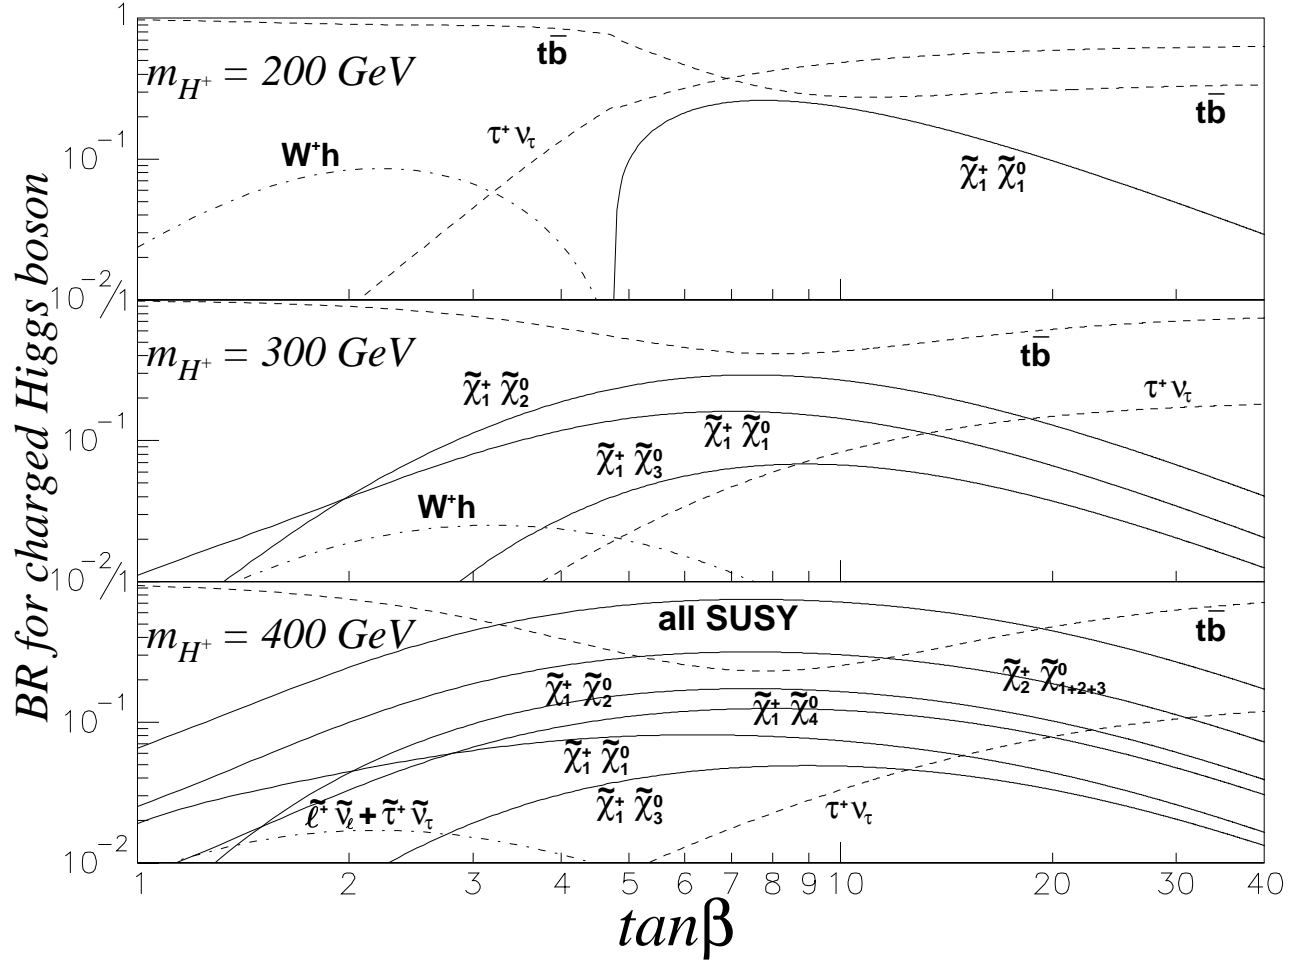 BR for charged Higgs boson
1
m_{H^+} = 200 GeV
tb̄
τ⁺ν_τ
W⁺h
10⁻¹
tb̄
χ̃₁⁺ χ̃₁⁰
10⁻²/1
m_{H^+} = 300 GeV
tb̄
χ̃₁⁺ χ̃₂⁰
τ⁺ν_τ
10⁻¹
χ̃₁⁺ χ̃₁⁰
χ̃₁⁺ χ̃₃⁰
W⁺h
10⁻²/1
m_{H^+} = 400 GeV
all SUSY
tb̄
χ̃₂⁺ χ̃⁰₁₊₂₊₃
χ̃₁⁺ χ̃₂⁰
χ̃₁⁺ χ̃₄⁰
10⁻¹
χ̃₁⁺ χ̃₁⁰
χ̃₁⁺ χ̃₃⁰
ℓ̃⁺ ν̃_ℓ + τ̃⁺ ν̃_τ
τ⁺ν_τ
10⁻²
1 2 3 4 5 6 7 8 9 10 20 30 40
tanβ